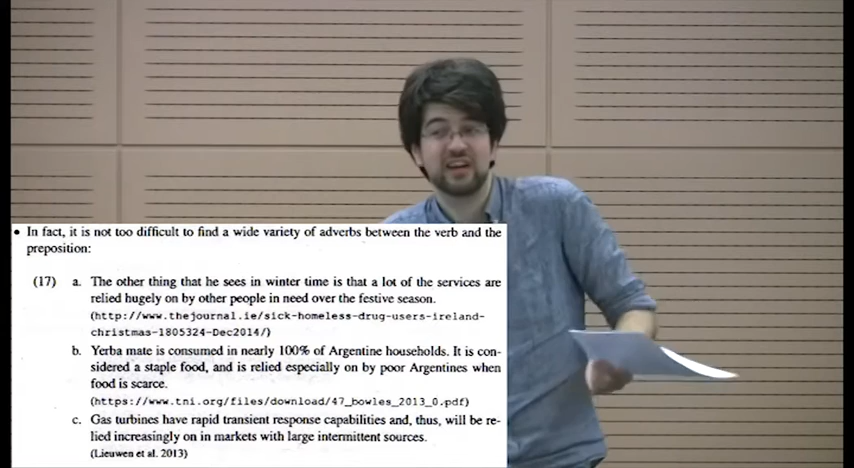 • In fact, it is not too difficult to find a wide variety of adverbs between the verb and the
preposition:
(17) a. The other thing that he sees in winter time is that a lot of the services are
relied hugely on by other people in need over the festive season.
(http://www.thejournal.ie/sick-homeless-drug-users-ireland-
christmas-1805324-Dec2014/)
b. Yerba mate is consumed in nearly 100% of Argentine households. It is con-
sidered a staple food, and is relied especially on by poor Argentines when
food is scarce.
(https://www.tni.org/files/download/47_bowles_2013_0.pdf)
c. Gas turbines have rapid transient response capabilities and, thus, will be re-
lied increasingly on in markets with large intermittent sources.
(Lieuwen et al. 2013)